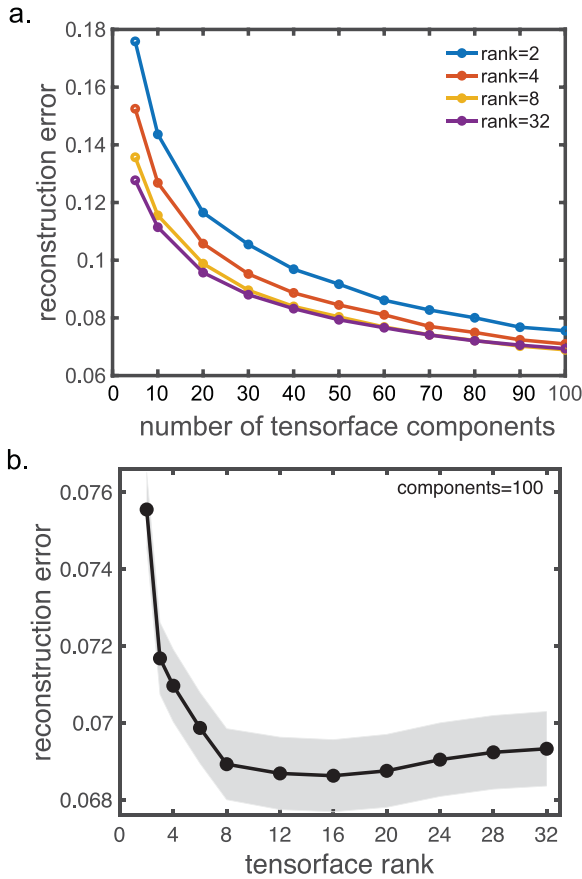 a.
0.18
0.16
0.14
0.12
0.1
0.08
0.06
reconstruction error
rank=2
rank=4
rank=8
rank=32
0 10 20 30 40 50 60 70 80 90 100
number of tensorface components
b.
components=100
0.076
0.074
0.072
0.07
0.068
reconstruction error
0 4 8 12 16 20 24 28 32
tensorface rank